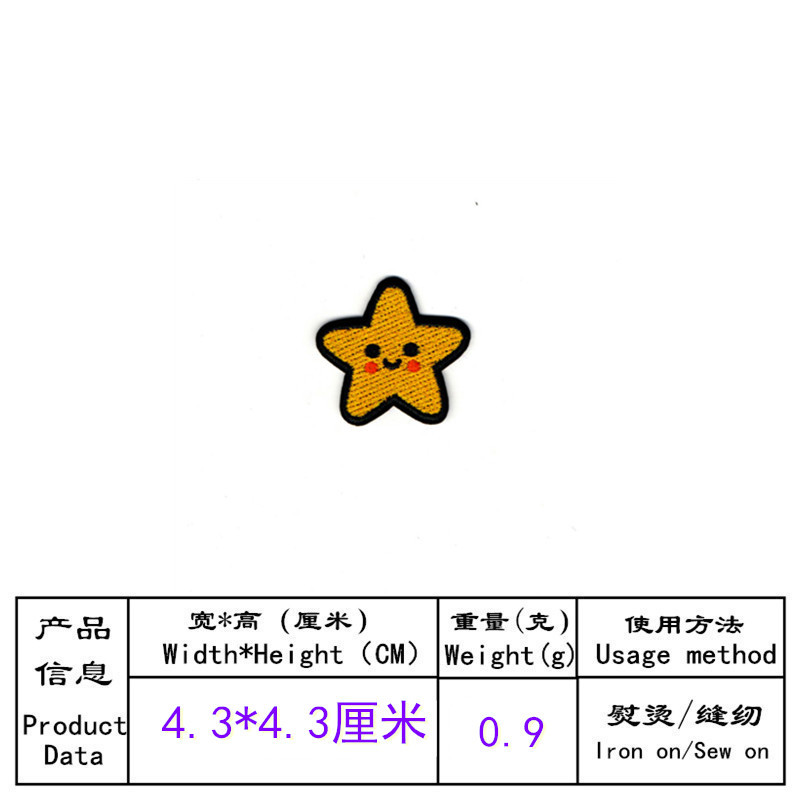 产品
信息
Product
Data
宽*高 (厘米)
Width*Height (CM)
4.3*4.3厘米
重量(克)
Weight(g)
0.9
使用方法
Usage method
熨烫/缝纫
Iron on/Sew on